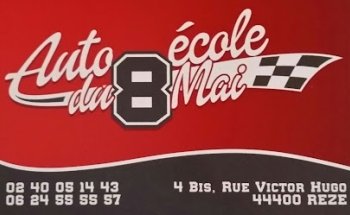 Auto école
du 8 Mai
02 40 05 14 43
06 24 55 55 57
4 Bis, Rue Victor Hugo
44400 REZE